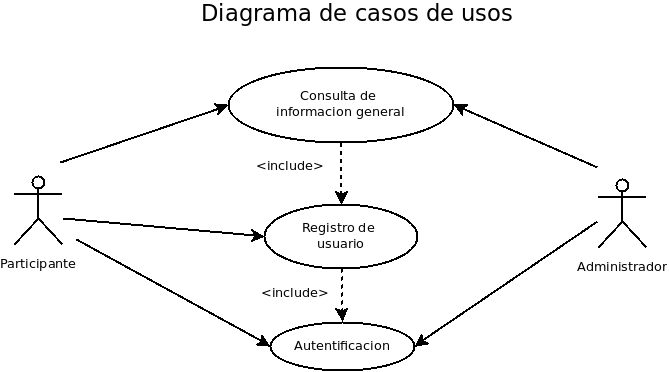 Diagrama de casos de usos
Consulta de
informacion general
<include>
Registro de
usuario
Participante
Administrador
<include>
Autentificacion